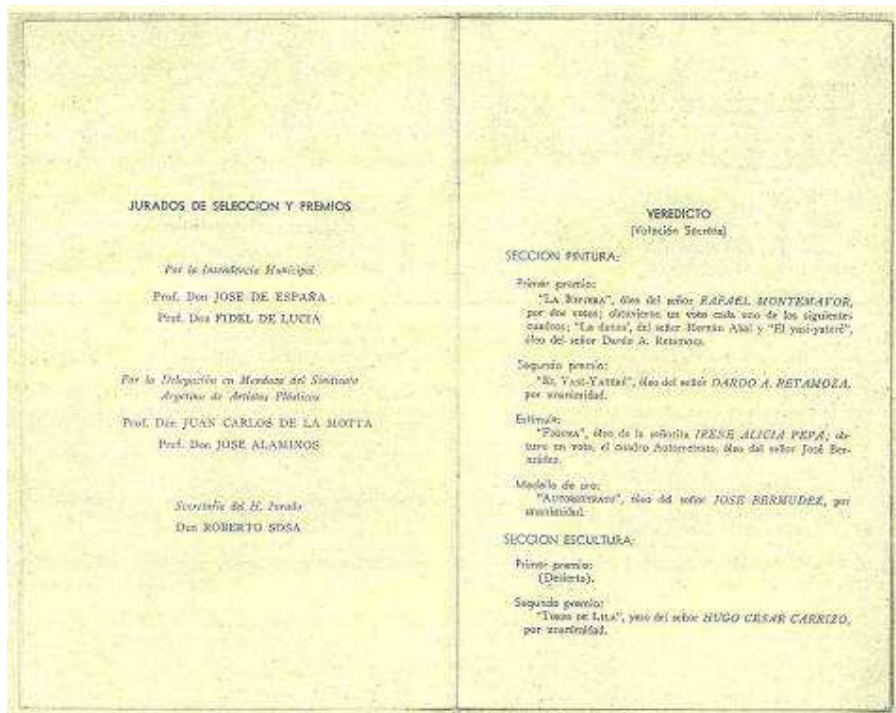 JURADOS DE SELECCION Y PREMIOS
Por la Intendencia Municipal
Prof. Don JOSE DE ESPAÑA
Prof. Don FIDEL DE LUCIA
Por la Delegación en Mendoza del Sindicato
Argentino de Artistas Plásticos
Prof. Don JUAN CARLOS DE LA MOTTA
Prof. Don JOSE ALAMINOS
Secretaría del H. Jurado
Don ROBERTO SOSA
VEREDICTO
(Votación Secreta)
SECCION PINTURA:
Primer premio:
"LA", óleo del señor RAFAEL MONTEMAYOR,
por dos votos; obtuvieron un voto cada uno de los siguientes
cuadros; "La danza', del señor Hernán Abal y "El yasi-yateré",
óleo del señor Dardo A. Retamoza.
Segundo premio:
"EL YASI-YATERÉ", óleo del señor DARDO A. RETAMOZA,
por unanimidad.
Estímulo:
"FIGURA", óleo de la señorita IRENE ALICIA PEPA; ob-
tuvo un voto, el cuadro Autorretrato, óleo del señor José Ber-
múdez.
Medalla de oro:
"AUTORRETRATO", óleo del señor JOSE BERMUDEZ, por
unanimidad.
SECCION ESCULTURA:
Primer premio:
(Desierto).
Segundo premio:
"TORSO DE LILA", yeso del señor HUGO CESAR CARRIZO,
por unanimidad.